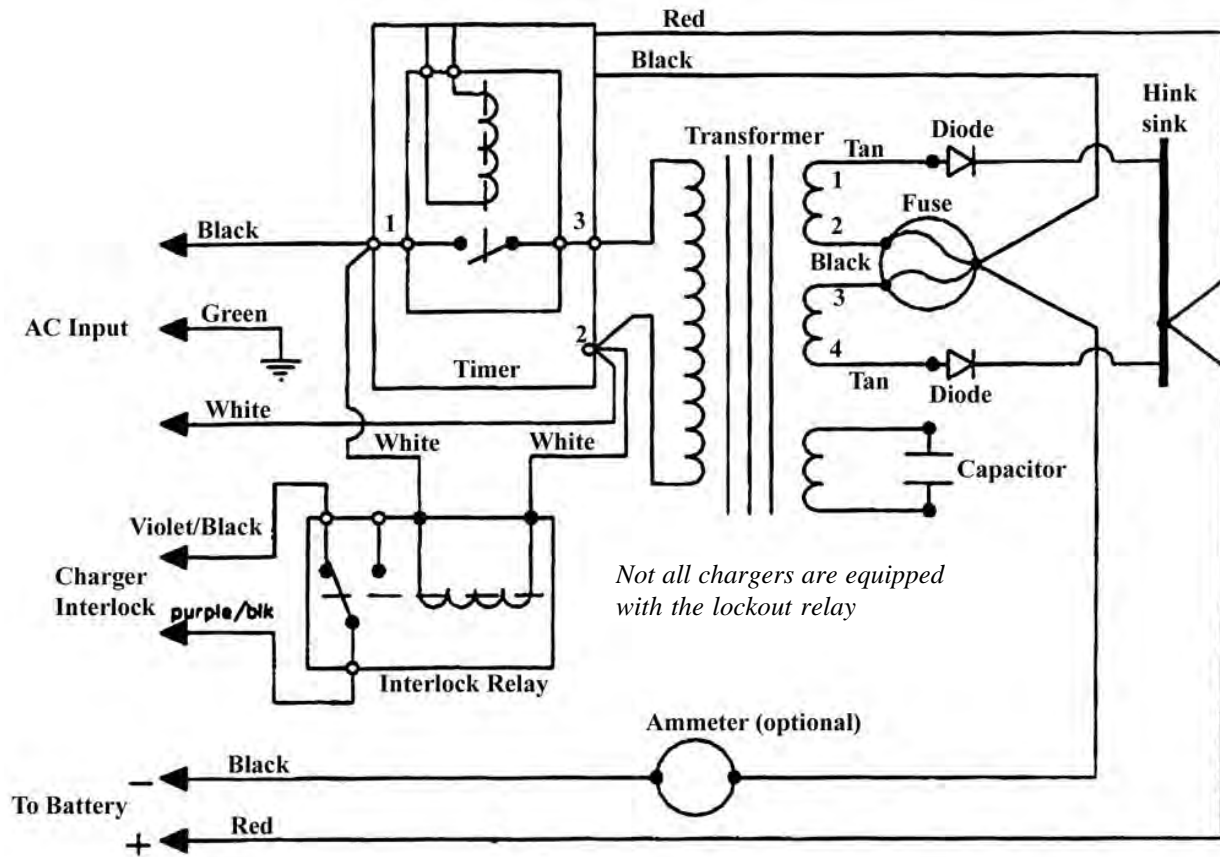 Red
Black
Hink
sink
Transformer
Diode
Tan
1
Fuse
2
Black
1
3
Black
3
4
Tan
Diode
AC Input
Green
2
Timer
White
White
White
Capacitor
Violet/Black
Charger
Interlock
purple/blk
Not all chargers are equipped
with the lockout relay
Interlock Relay
Ammeter (optional)
Black
−
To Battery
Red
+